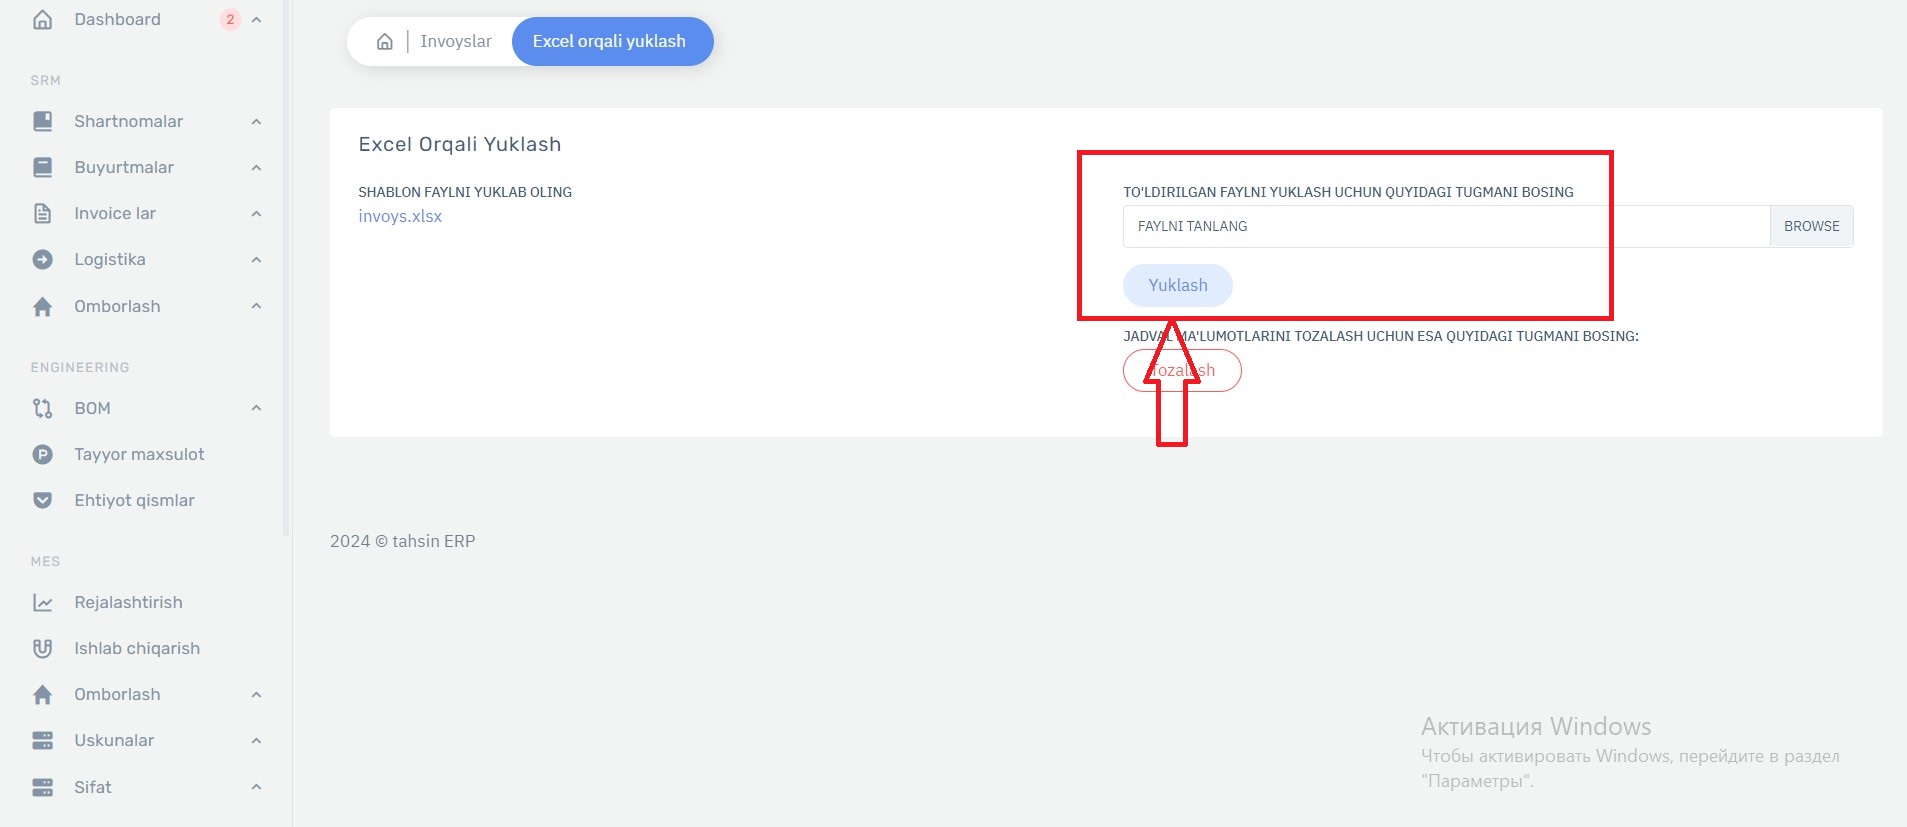 Dashboard 2
SRM
Shartnomalar
Buyurtmalar
Invoice lar
Logistika
Omborlash
ENGINEERING
BOM
Tayyor maxsulot
Ehtiyot qismlar
MES
Rejalashtirish
Ishlab chiqarish
Omborlash
Uskunalar
Sifat
Invoyslar Excel orqali yuklash
Excel Orqali Yuklash
SHABLON FAYLNI YUKLAB OLING
invoys.xlsx
TO'LDIRILGAN FAYLNI YUKLASH UCHUN QUYIDAGI TUGMANI BOSING
FAYLNI TANLANG BROWSE
Yuklash
JADVAL MA'LUMOTLARINI TOZALASH UCHUN ESA QUYIDAGI TUGMANI BOSING:
Tozalash
2024 © tahsin ERP
Активация Windows
Чтобы активировать Windows, перейдите в раздел
"Параметры".